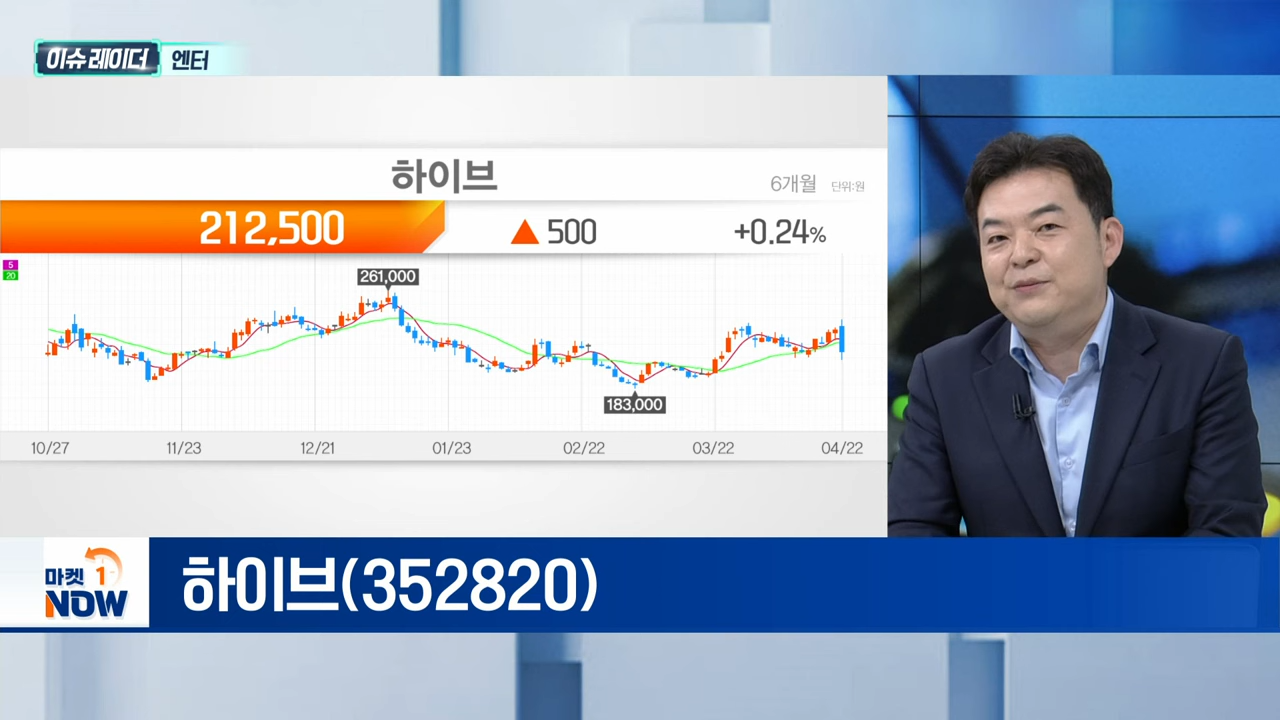 이슈 레이더 엔터
하이브
6개월 단위:원
212,500 ▲ 500 +0.24%
5
20
261,000
183,000
10/27 11/23 12/21 01/23 02/22 03/22 04/22
마켓 1
NOW
하이브(352820)